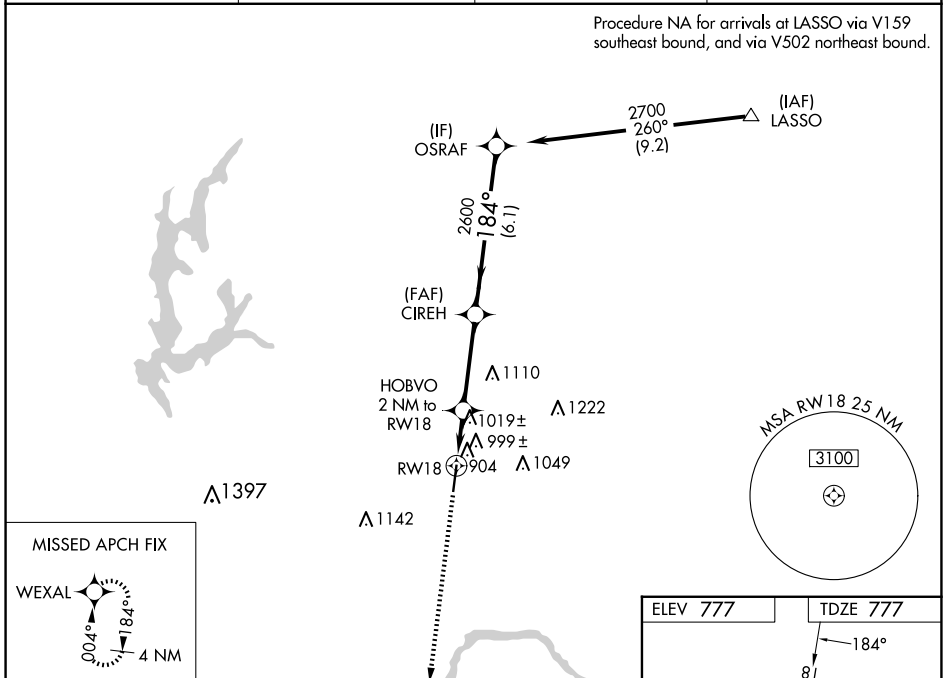 Procedure NA for arrivals at LASSO via V159
southeast bound, and via V502 northeast bound.
(IAF)
LASSO
2700
260°
(9.2)
(IF)
OSRAF
2600
184°
(6.1)
(FAF)
CIREH
1110
HOBVO
2 NM to
RW18
1222
1019±
999±
RW18
904
1049
MSA RW18 25 NM
3100
1397
1142
MISSED APCH FIX
WEXAL
004°
184°
4 NM
ELEV 777
TDZE 777
184°